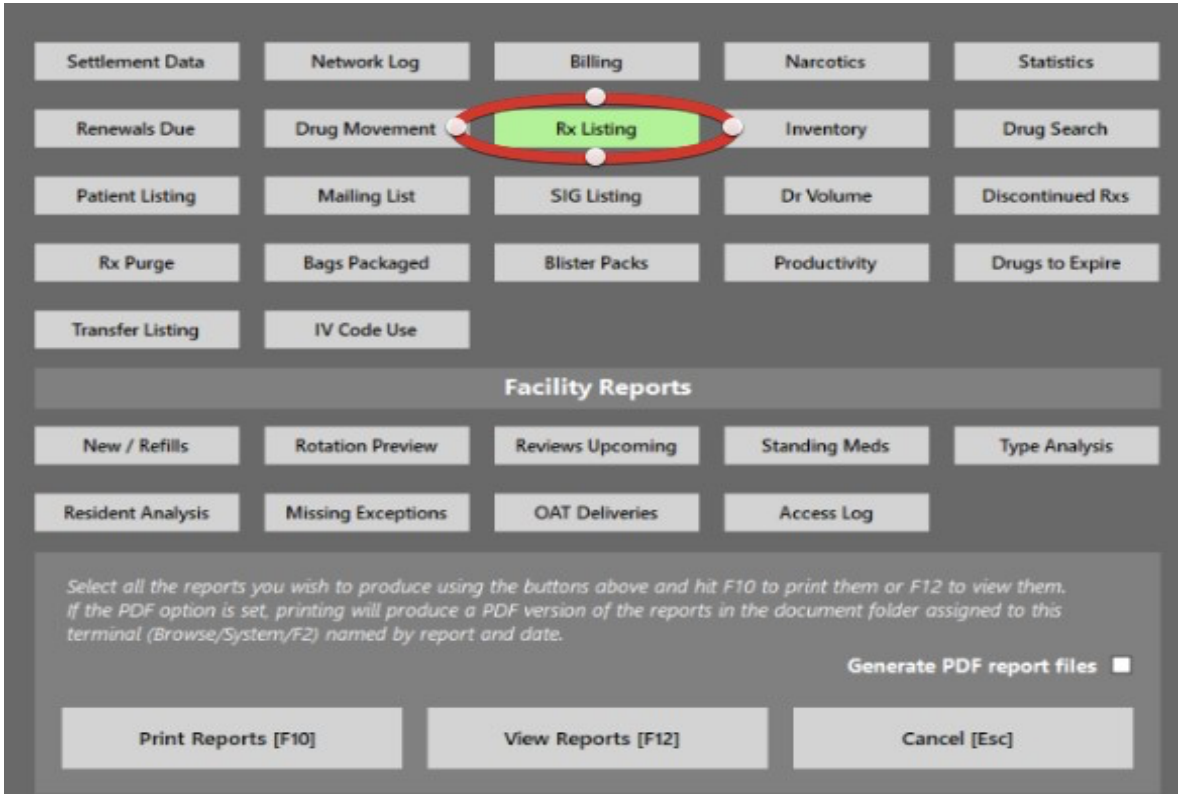 Settlement Data Network Log Billing Narcotics Statistics
Renewals Due Drug Movement Rx Listing Inventory Drug Search
Patient Listing Mailing List SIG Listing Dr Volume Discontinued Rxs
Rx Purge Bags Packaged Blister Packs Productivity Drugs to Expire
Transfer Listing IV Code Use
Facility Reports
New / Refills Rotation Preview Reviews Upcoming Standing Meds Type Analysis
Resident Analysis Missing Exceptions OAT Deliveries Access Log
Select all the reports you wish to produce using the buttons above and hit F10 to print them or F12 to view them.
If the PDF option is set, printing will produce a PDF version of the reports in the document folder assigned to this
terminal (Browse/System/F2) named by report and date.
Generate PDF report files
Print Reports [F10] View Reports [F12] Cancel [Esc]